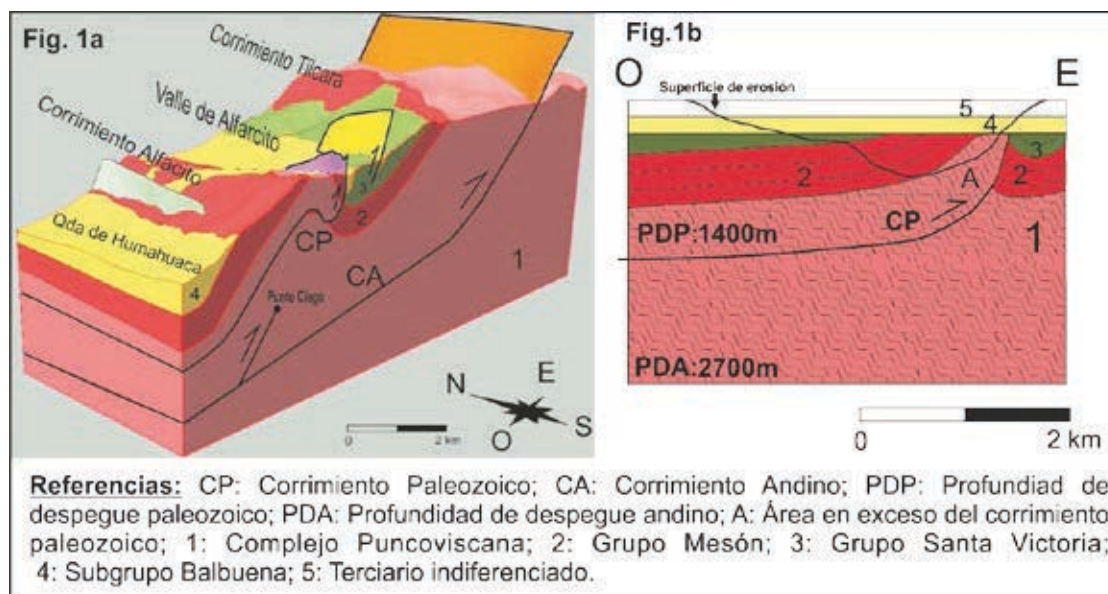 Fig. 1a
Corrimiento Tilcara
Valle de Alfarcito
Corrimiento Alfacito
Qda de Humahuaca
4
CP
CA
3
2
1
Punto Ciego
N
E
O
S
0
2 km
Fig.1b
O
E
Superficie de erosión
5
4
3
2
2
A
CP
1
PDP:1400m
PDA:2700m
0
2 km
Referencias: CP: Corrimiento Paleozoico; CA: Corrimiento Andino; PDP: Profundiad de
despegue paleozoico; PDA: Profundidad de despegue andino; A: Área en exceso del corrimiento
paleozoico; 1: Complejo Puncoviscana; 2: Grupo Mesón; 3: Grupo Santa Victoria;
4: Subgrupo Balbuena; 5: Terciario indiferenciado.